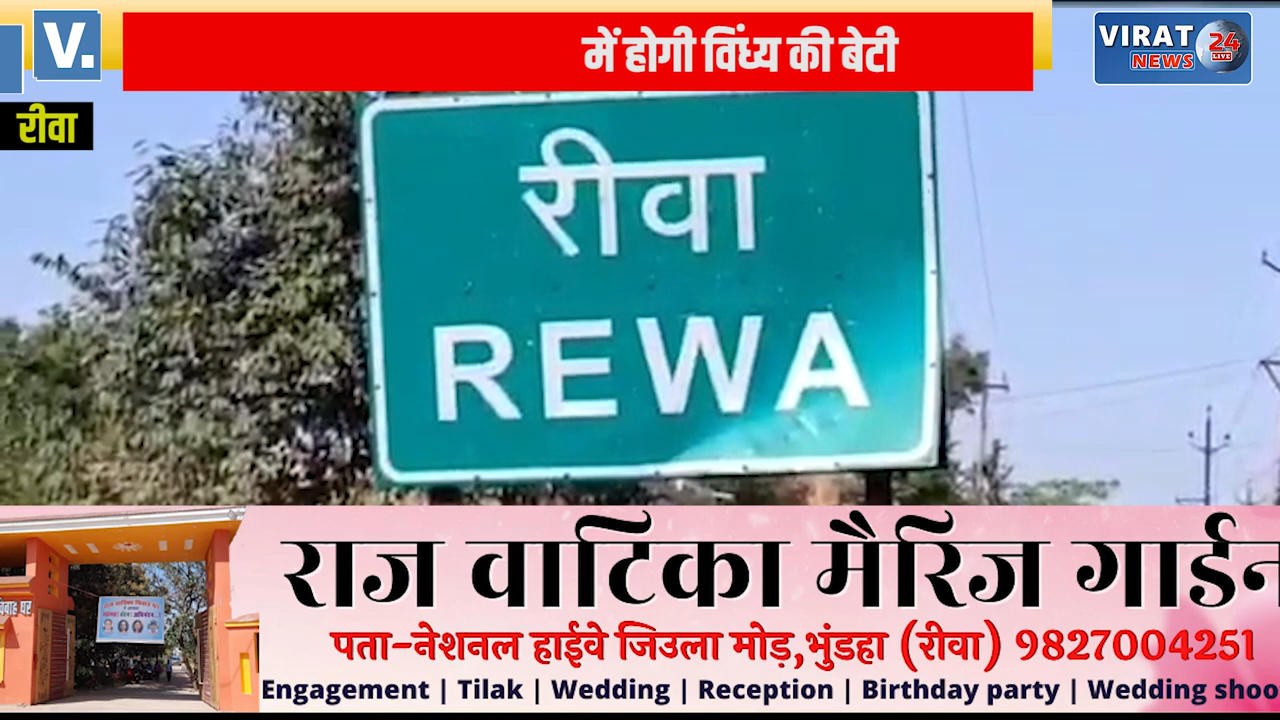 V.
में होगी विंध्य की बेटी
VIRAT
NEWS
24
LIVE
रीवा
रीवा
REWA
राज वाटिका मैरिज गार्डन
पता-नेशनल हाईवे जिउला मोड़,भुंडहा (रीवा) 9827004251
Engagement | Tilak | Wedding | Reception | Birthday party | Wedding shoo